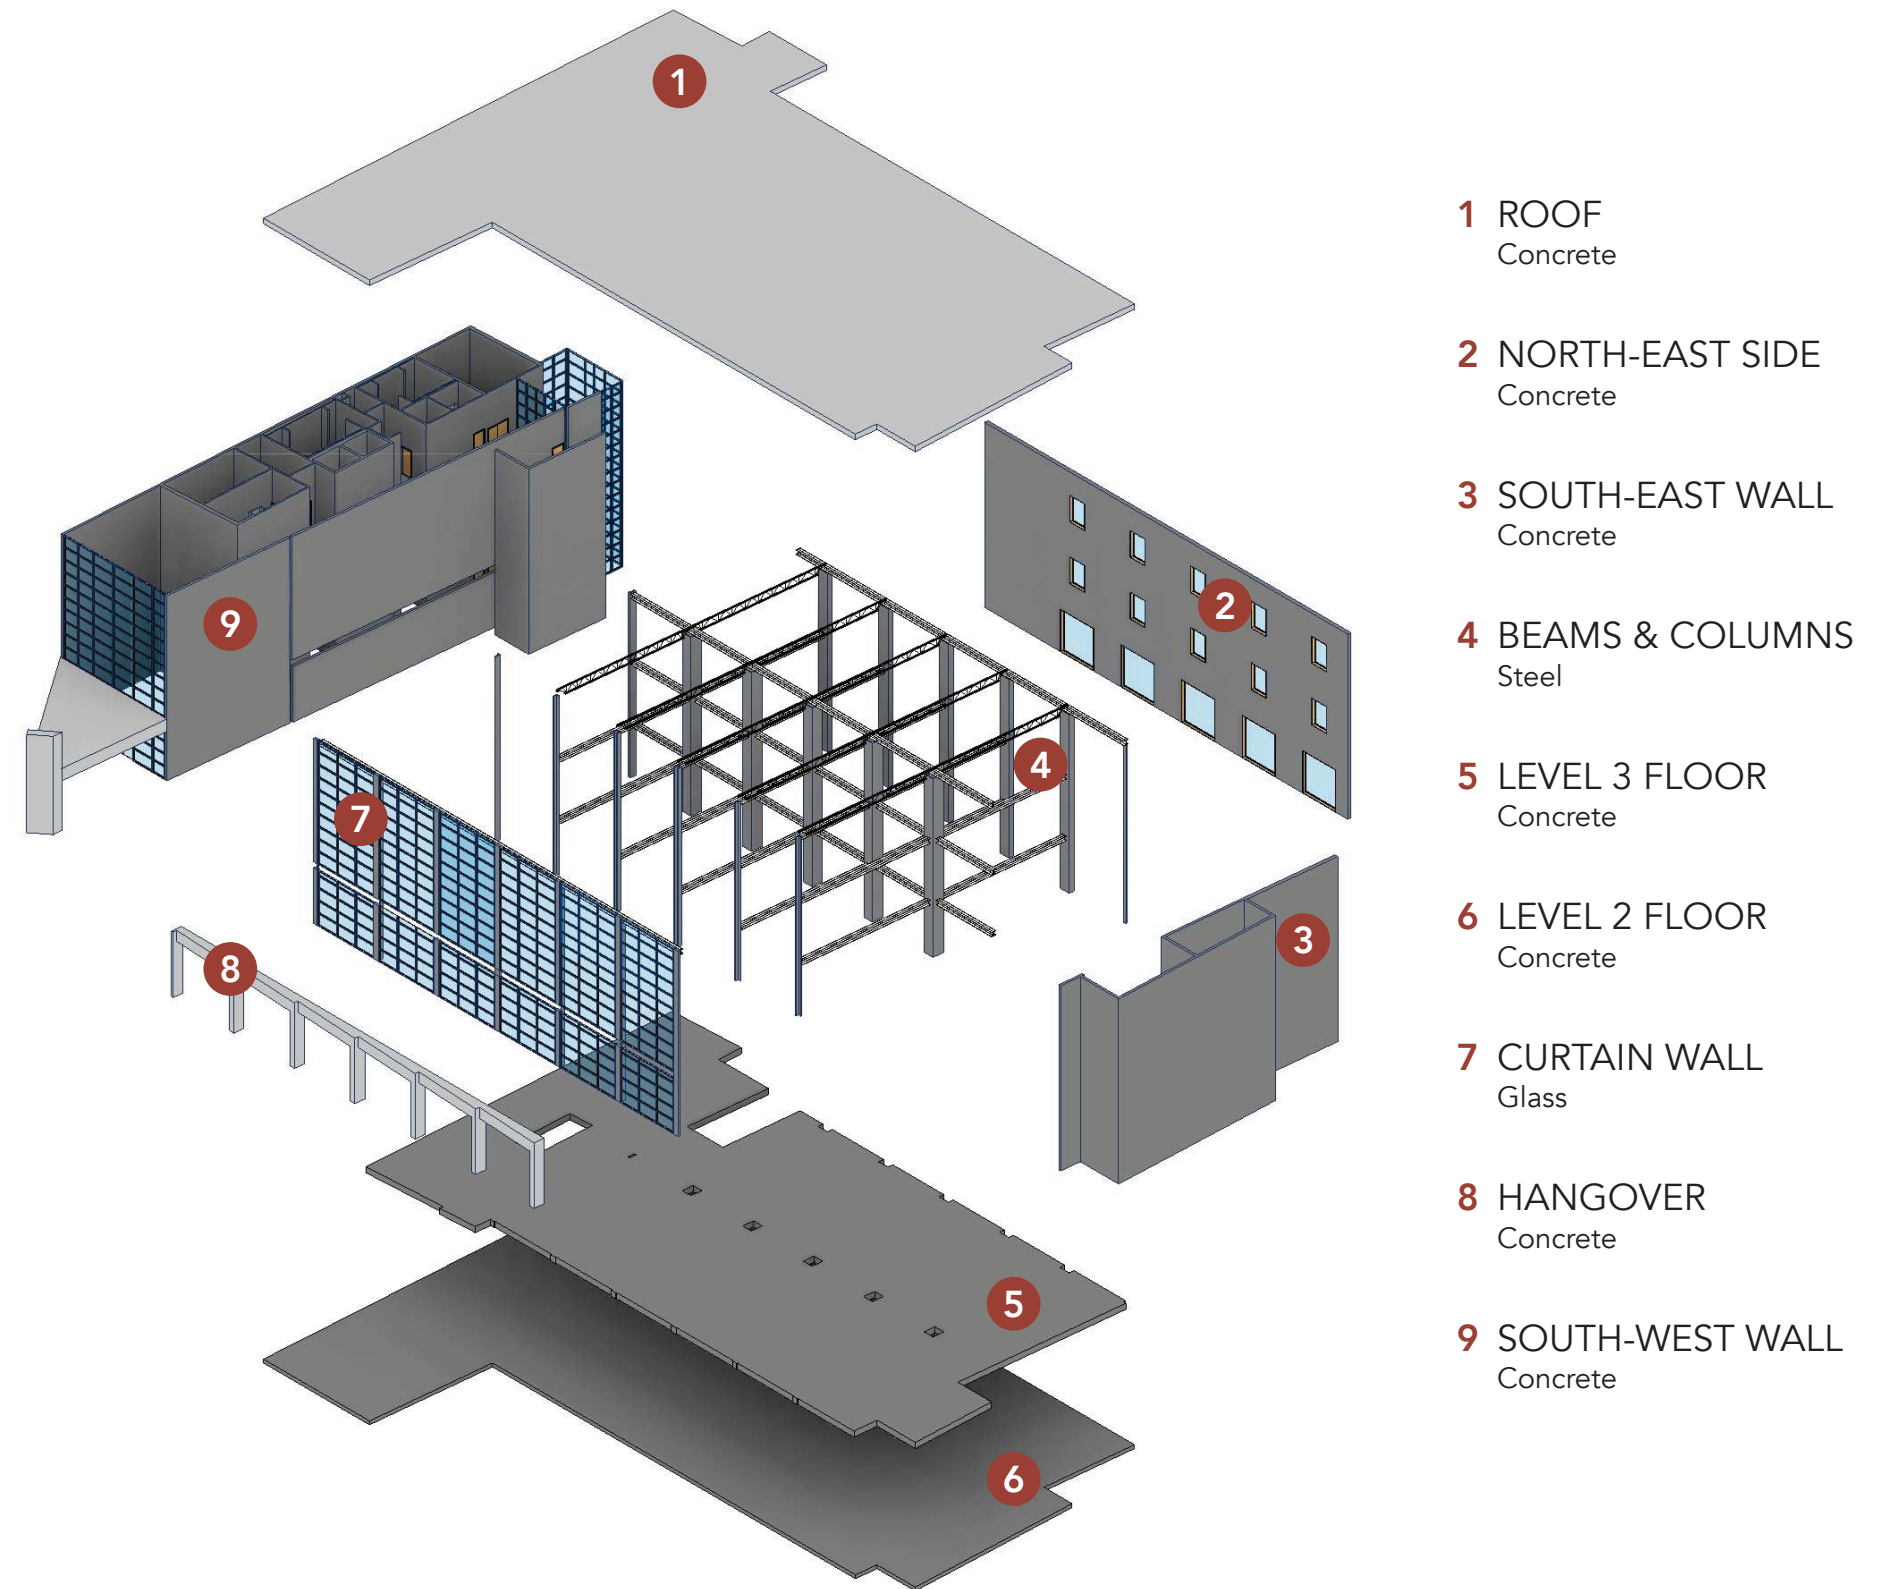 1
1 ROOF
Concrete
2 NORTH-EAST SIDE
Concrete
3 SOUTH-EAST WALL
Concrete
9
2
4 BEAMS & COLUMNS
Steel
4
7
5 LEVEL 3 FLOOR
Concrete
3
8
6 LEVEL 2 FLOOR
Concrete
7 CURTAIN WALL
Glass
8 HANGOVER
Concrete
5
9 SOUTH-WEST WALL
Concrete
6